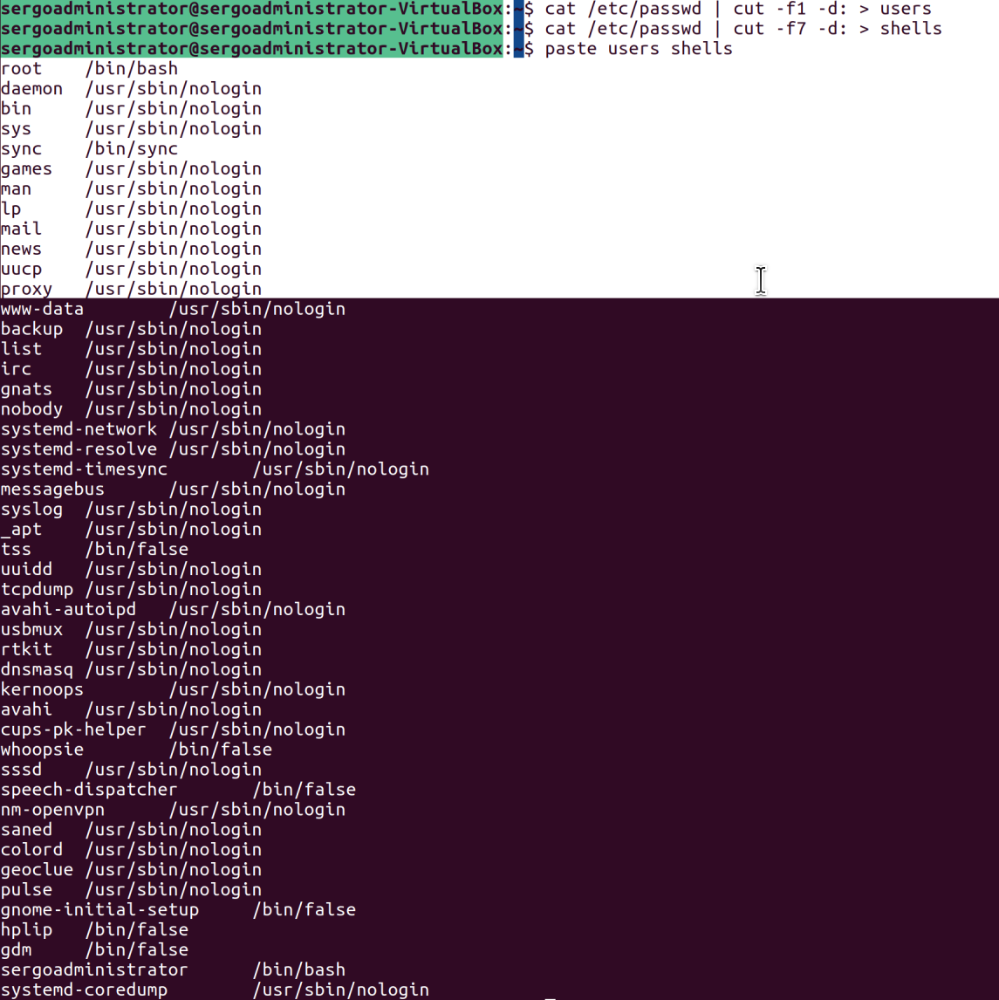 sergoadministrator@sergoadministrator-VirtualBox:~$ cat /etc/passwd | cut -f1 -d: > users
sergoadministrator@sergoadministrator-VirtualBox:~$ cat /etc/passwd | cut -f7 -d: > shells
sergoadministrator@sergoadministrator-VirtualBox:~$ paste users shells
root	/bin/bash
daemon	/usr/sbin/nologin
bin	/usr/sbin/nologin
sys	/usr/sbin/nologin
sync	/bin/sync
games	/usr/sbin/nologin
man	/usr/sbin/nologin
lp	/usr/sbin/nologin
mail	/usr/sbin/nologin
news	/usr/sbin/nologin
uucp	/usr/sbin/nologin
proxy	/usr/sbin/nologin
www-data	/usr/sbin/nologin
backup	/usr/sbin/nologin
list	/usr/sbin/nologin
irc	/usr/sbin/nologin
gnats	/usr/sbin/nologin
nobody	/usr/sbin/nologin
systemd-network	/usr/sbin/nologin
systemd-resolve	/usr/sbin/nologin
systemd-timesync	/usr/sbin/nologin
messagebus	/usr/sbin/nologin
syslog	/usr/sbin/nologin
_apt	/usr/sbin/nologin
tss	/bin/false
uuidd	/usr/sbin/nologin
tcpdump	/usr/sbin/nologin
avahi-autoipd	/usr/sbin/nologin
usbmux	/usr/sbin/nologin
rtkit	/usr/sbin/nologin
dnsmasq	/usr/sbin/nologin
kernoops	/usr/sbin/nologin
avahi	/usr/sbin/nologin
cups-pk-helper	/usr/sbin/nologin
whoopsie	/bin/false
sssd	/usr/sbin/nologin
speech-dispatcher	/bin/false
nm-openvpn	/usr/sbin/nologin
saned	/usr/sbin/nologin
colord	/usr/sbin/nologin
geoclue	/usr/sbin/nologin
pulse	/usr/sbin/nologin
gnome-initial-setup	/bin/false
hplip	/bin/false
gdm	/bin/false
sergoadministrator	/bin/bash
systemd-coredump	/usr/sbin/nologin